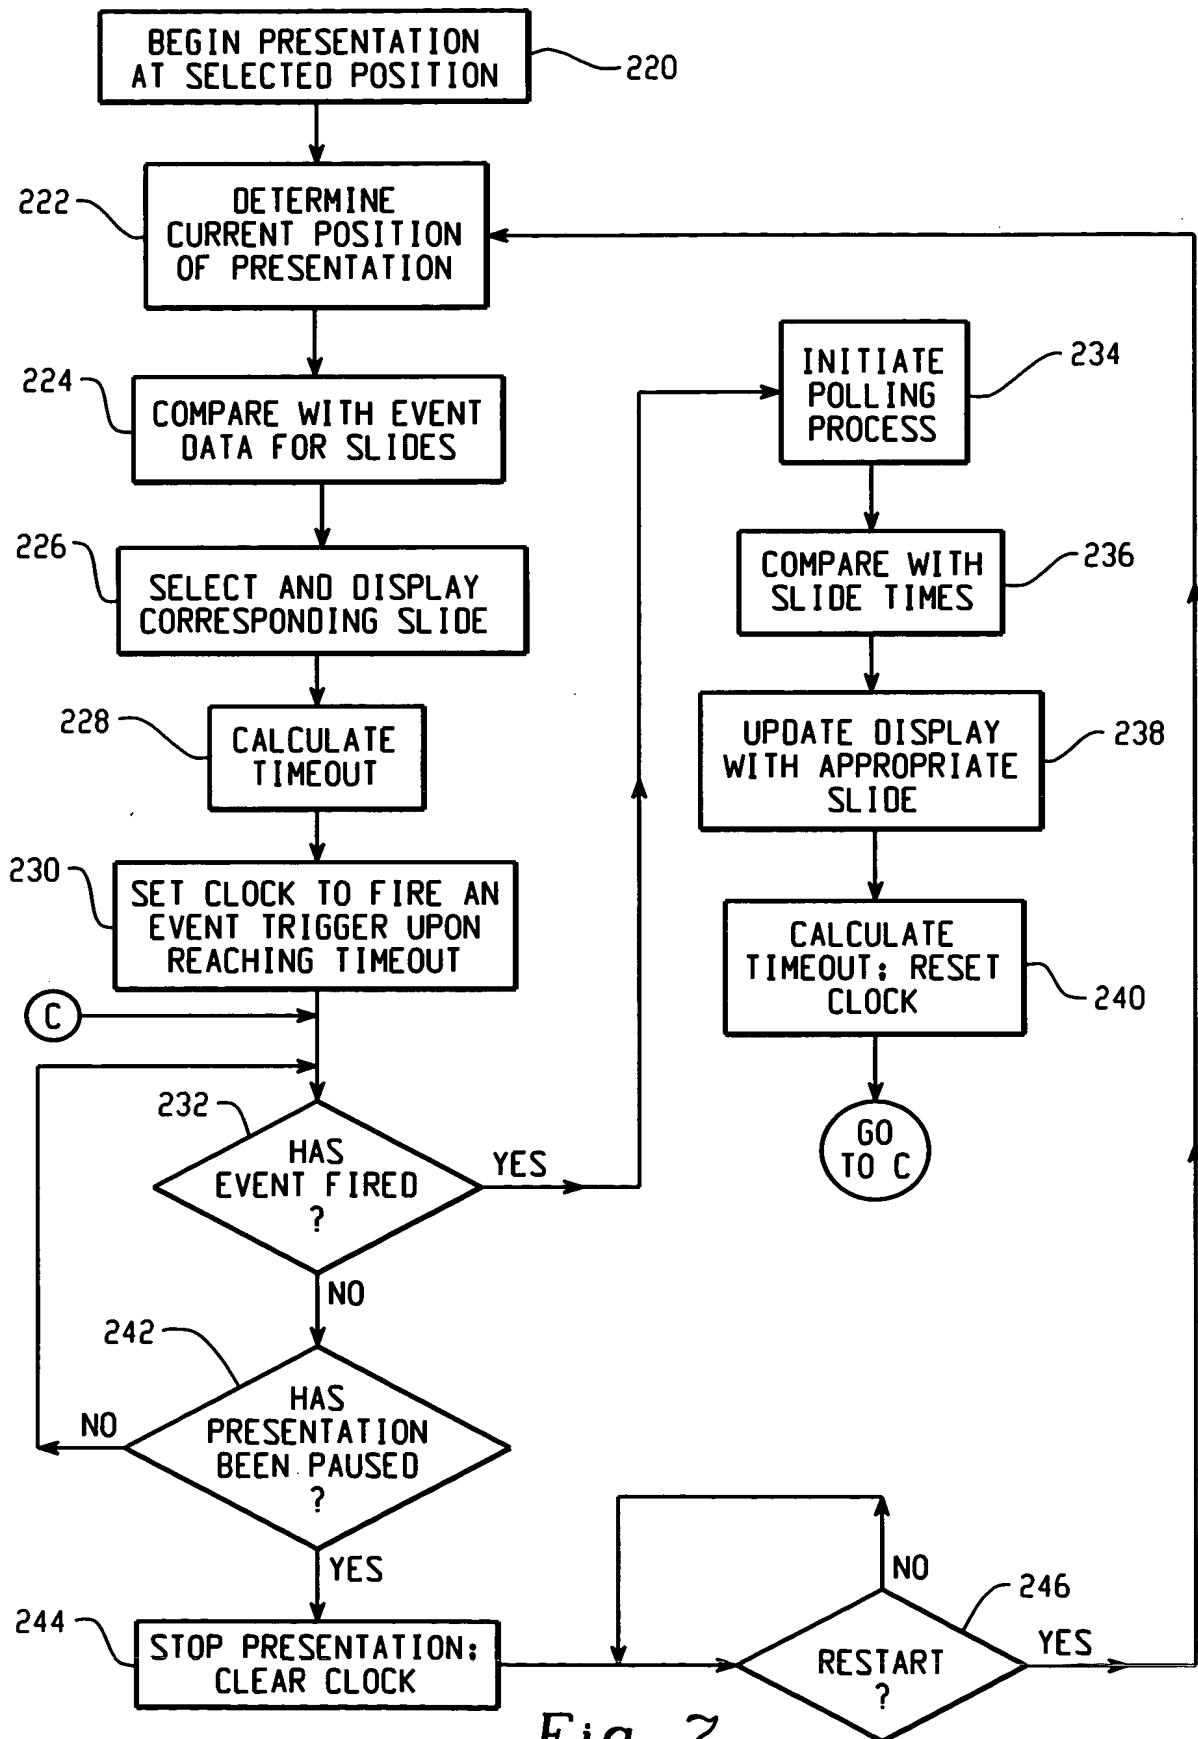 BEGIN PRESENTATION
AT SELECTED POSITION
220
222
DETERMINE
CURRENT POSITION
OF PRESENTATION
224
COMPARE WITH EVENT
DATA FOR SLIDES
226
SELECT AND DISPLAY
CORRESPONDING SLIDE
228
CALCULATE
TIMEOUT
230
SET CLOCK TO FIRE AN
EVENT TRIGGER UPON
REACHING TIMEOUT
C
232
HAS
EVENT FIRED
?
YES
NO
234
INITIATE
POLLING
PROCESS
236
COMPARE WITH
SLIDE TIMES
238
UPDATE DISPLAY
WITH APPROPRIATE
SLIDE
240
CALCULATE
TIMEOUT; RESET
CLOCK
GO
TO C
242
HAS
PRESENTATION
BEEN PAUSED
?
NO
YES
244
STOP PRESENTATION;
CLEAR CLOCK
246
RESTART
?
NO
YES
Fig. 7